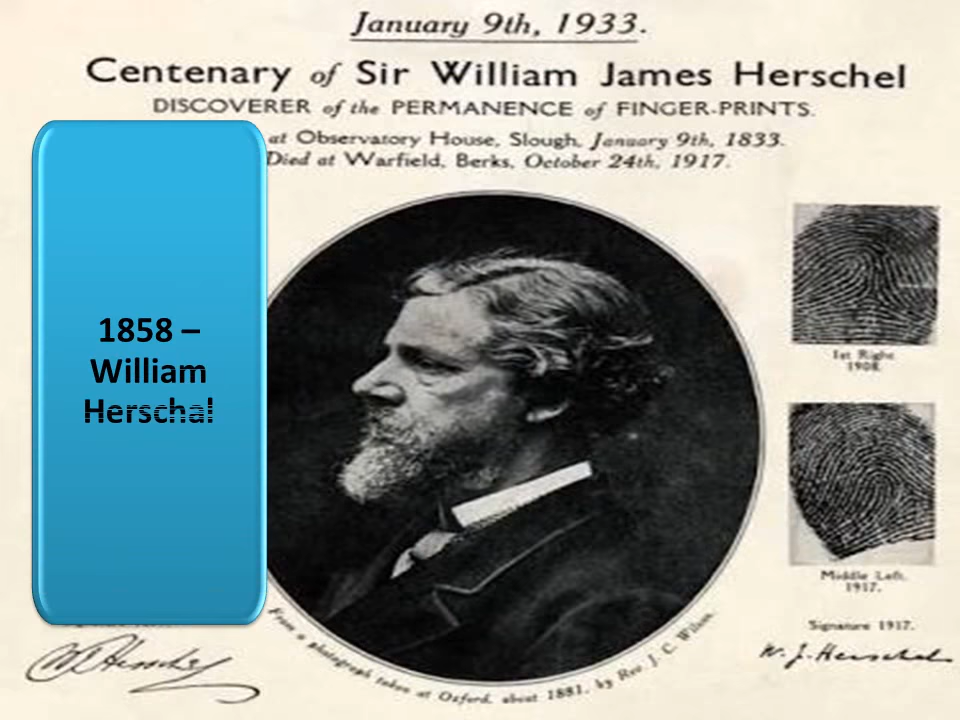 January 9th, 1933.
Centenary of Sir William James Herschel
DISCOVERER of the PERMANENCE of FINGER-PRINTS.
at Observatory House, Slough, January 9th, 1833.
Died at Warfield, Berks, October 24th, 1917.
1858 –
William
Herschal
1st Right.
1908.
Middle Left.
1917.
From a photograph taken at Oxford, about 1881, by Rev. J. C. Wilson.
Signature 1917.
W. J. Herschel